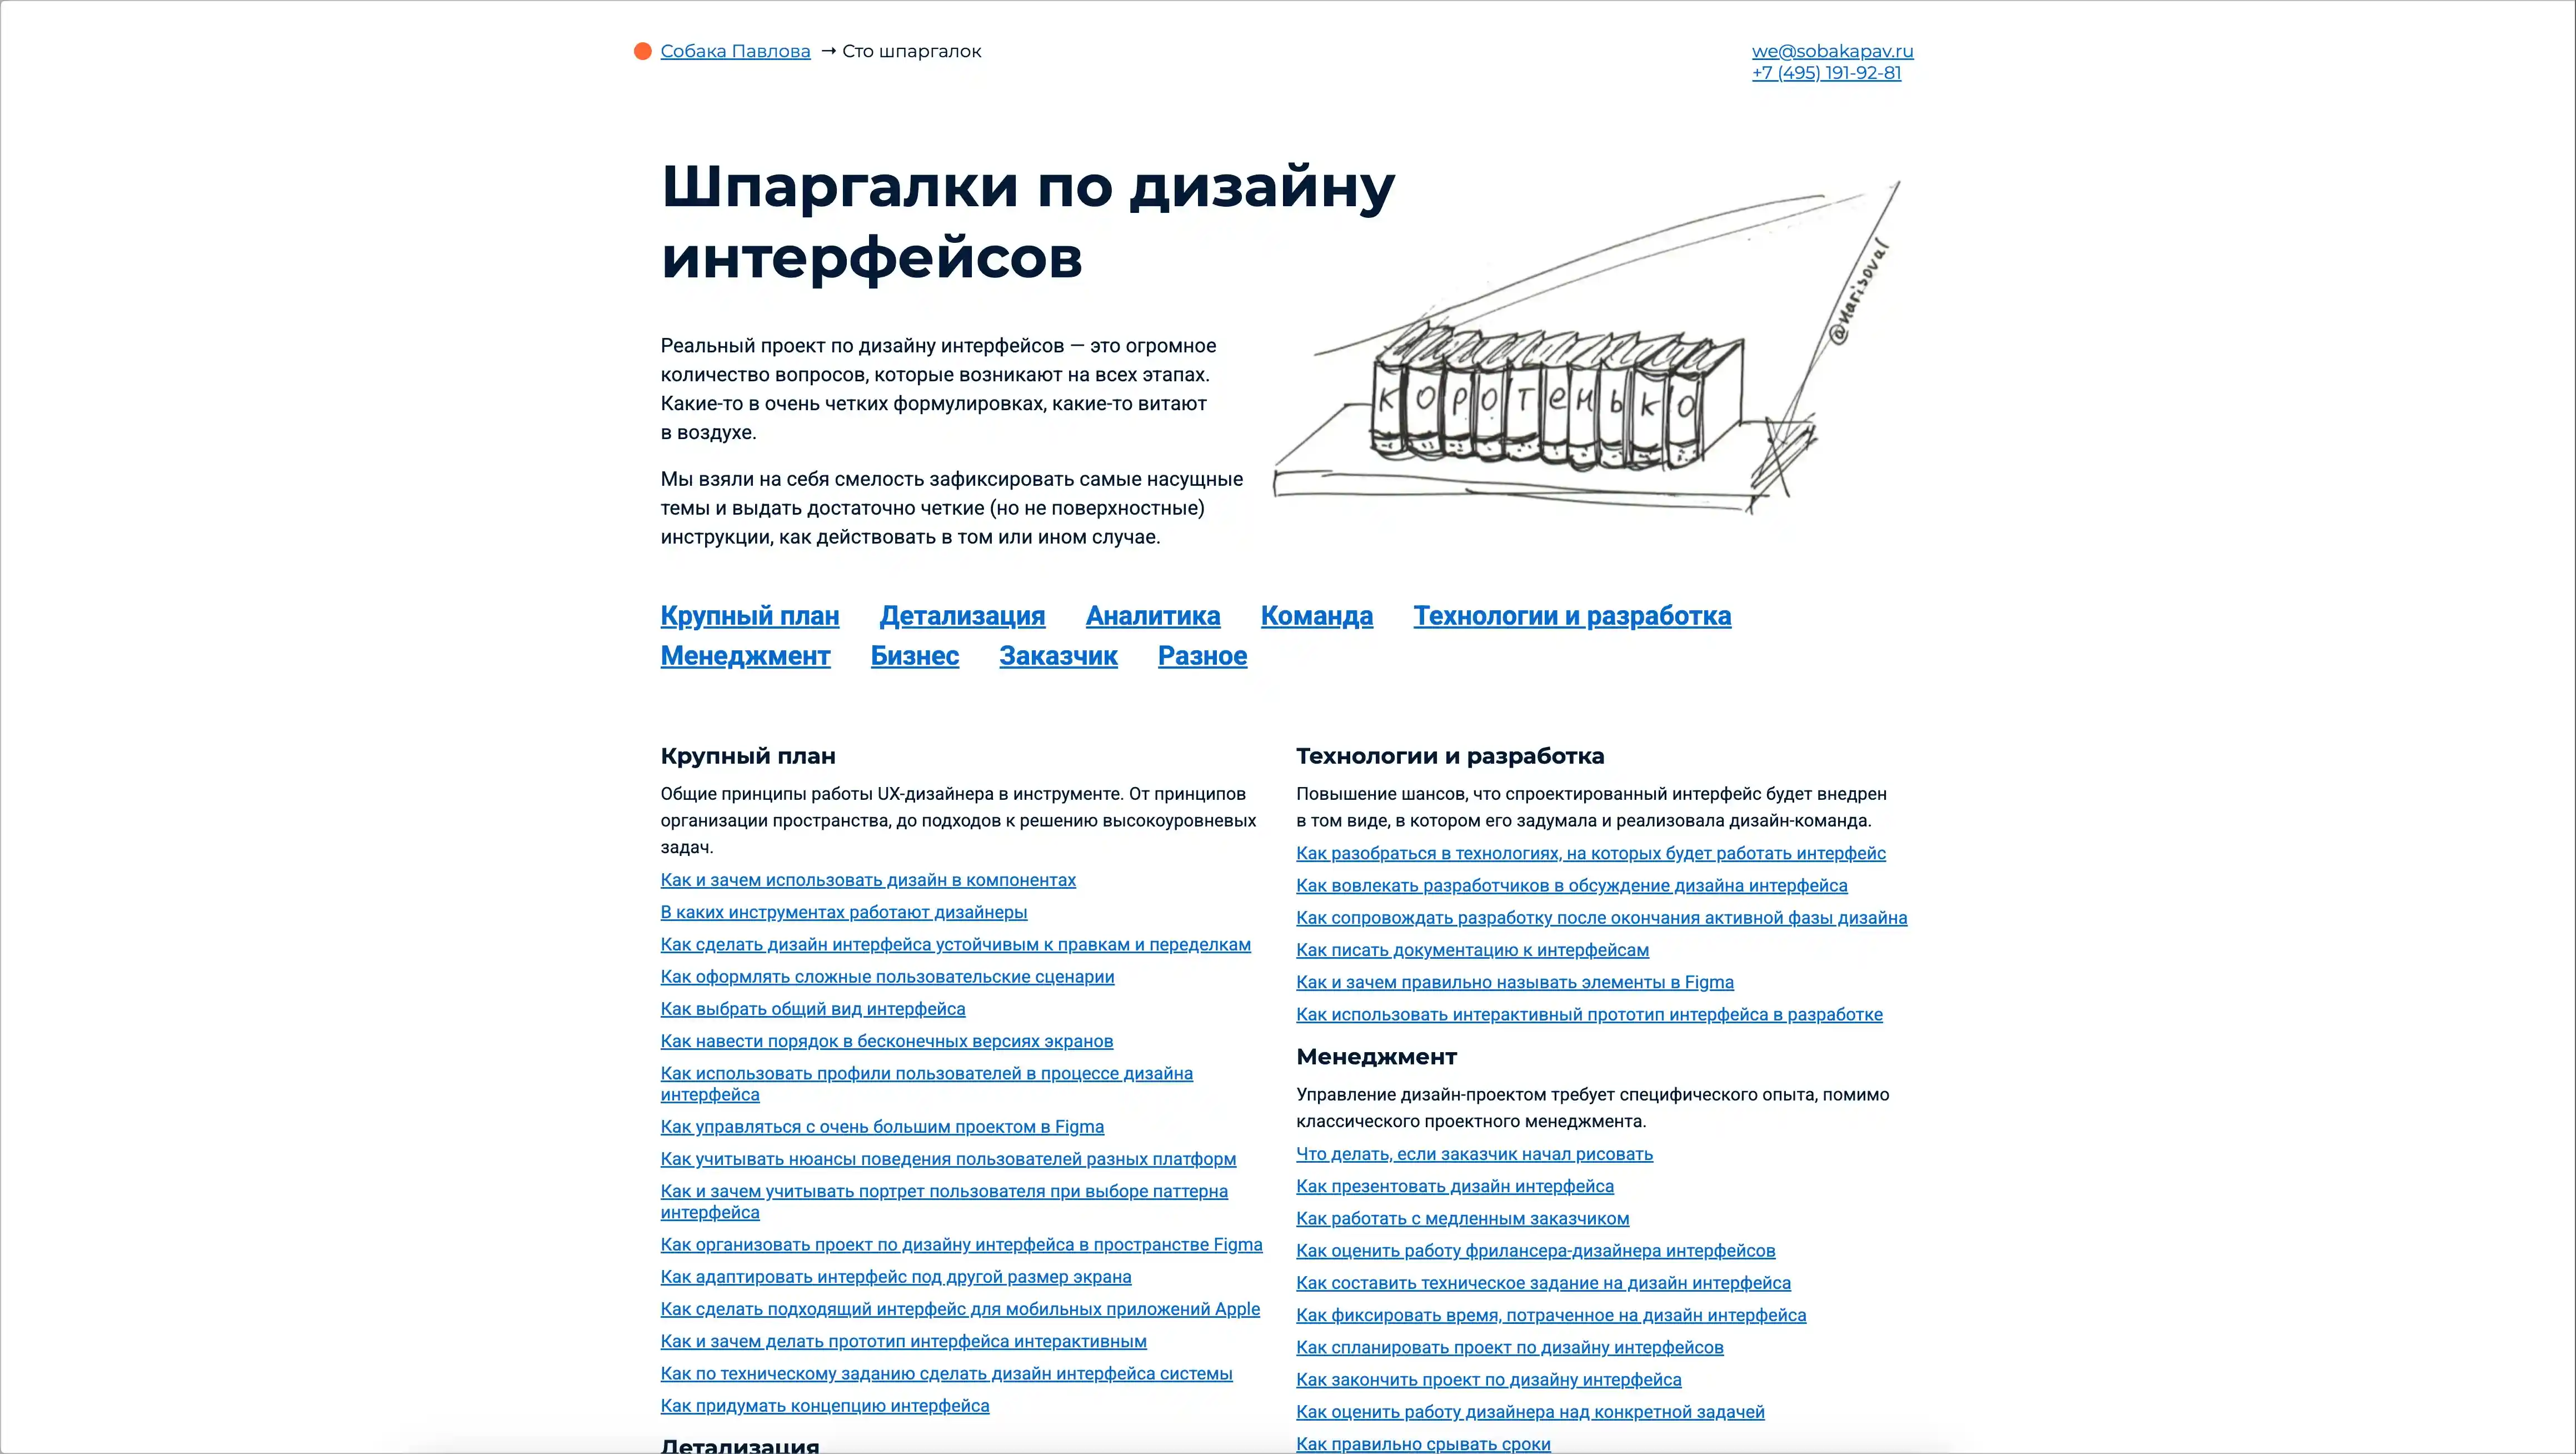 Собака Павлова → Сто шпаргалок
we@sobakapav.ru
+7 (495) 191-92-81
Шпаргалки по дизайну
интерфейсов
Реальный проект по дизайну интерфейсов — это огромное
количество вопросов, которые возникают на всех этапах.
Какие-то в очень четких формулировках, какие-то витают
в воздухе.
Мы взяли на себя смелость зафиксировать самые насущные
темы и выдать достаточно четкие (но не поверхностные)
инструкции, как действовать в том или ином случае.
КОРОТЕНЬКО
@narisoval
Крупный план Детализация Аналитика Команда Технологии и разработка
Менеджмент Бизнес Заказчик Разное
Крупный план
Общие принципы работы UX-дизайнера в инструменте. От принципов
организации пространства, до подходов к решению высокоуровневых
задач.
Как и зачем использовать дизайн в компонентах
В каких инструментах работают дизайнеры
Как сделать дизайн интерфейса устойчивым к правкам и переделкам
Как оформлять сложные пользовательские сценарии
Как выбрать общий вид интерфейса
Как навести порядок в бесконечных версиях экранов
Как использовать профили пользователей в процессе дизайна
интерфейса
Как управляться с очень большим проектом в Figma
Как учитывать нюансы поведения пользователей разных платформ
Как и зачем учитывать портрет пользователя при выборе паттерна
интерфейса
Как организовать проект по дизайну интерфейса в пространстве Figma
Как адаптировать интерфейс под другой размер экрана
Как сделать подходящий интерфейс для мобильных приложений Apple
Как и зачем делать прототип интерфейса интерактивным
Как по техническому заданию сделать дизайн интерфейса системы
Как придумать концепцию интерфейса
Детализация
Технологии и разработка
Повышение шансов, что спроектированный интерфейс будет внедрен
в том виде, в котором его задумала и реализовала дизайн-команда.
Как разобраться в технологиях, на которых будет работать интерфейс
Как вовлекать разработчиков в обсуждение дизайна интерфейса
Как сопровождать разработку после окончания активной фазы дизайна
Как писать документацию к интерфейсам
Как и зачем правильно называть элементы в Figma
Как использовать интерактивный прототип интерфейса в разработке
Менеджмент
Управление дизайн-проектом требует специфического опыта, помимо
классического проектного менеджмента.
Что делать, если заказчик начал рисовать
Как презентовать дизайн интерфейса
Как работать с медленным заказчиком
Как оценить работу фрилансера-дизайнера интерфейсов
Как составить техническое задание на дизайн интерфейса
Как фиксировать время, потраченное на дизайн интерфейса
Как спланировать проект по дизайну интерфейсов
Как закончить проект по дизайну интерфейса
Как оценить работу дизайнера над конкретной задачей
Как правильно срывать сроки